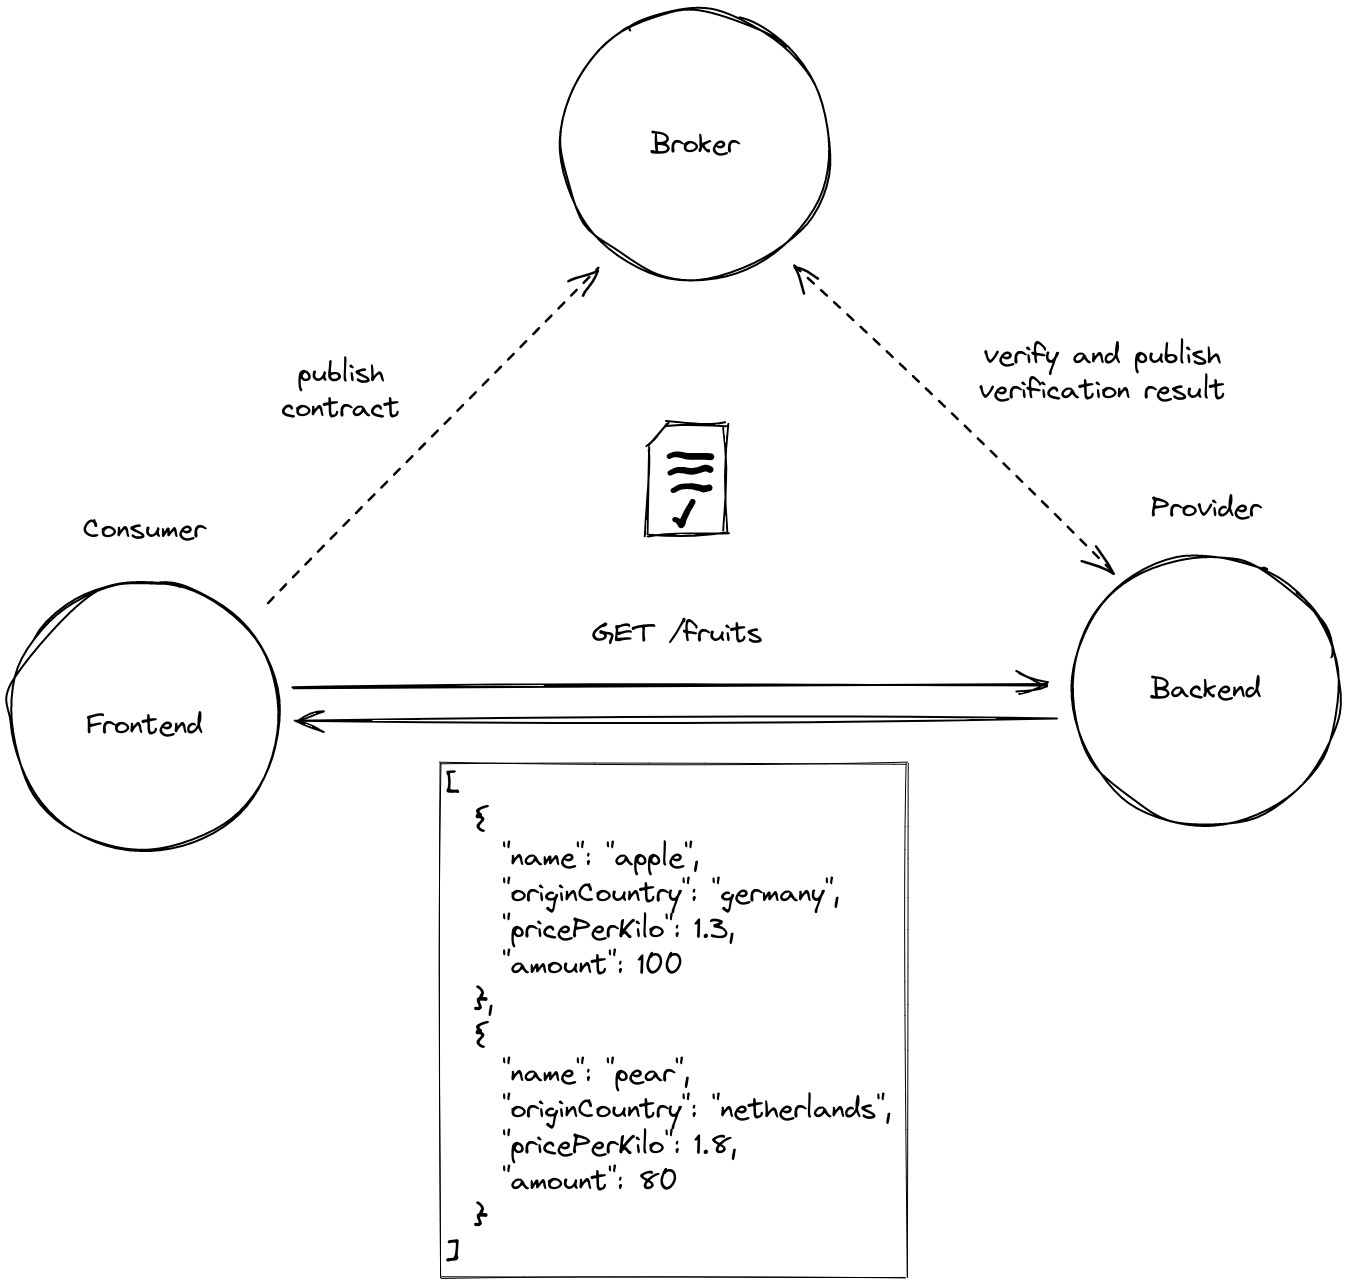 Broker
publish
contract
verify and publish
verification result
Consumer
Provider
GET /fruits
Frontend
Backend
[
{
"name": "apple",
"originCountry": "germany",
"pricePerKilo": 1.3,
"amount": 100
},
{
"name": "pear",
"originCountry": "netherlands",
"pricePerKilo": 1.8,
"amount": 80
}
]